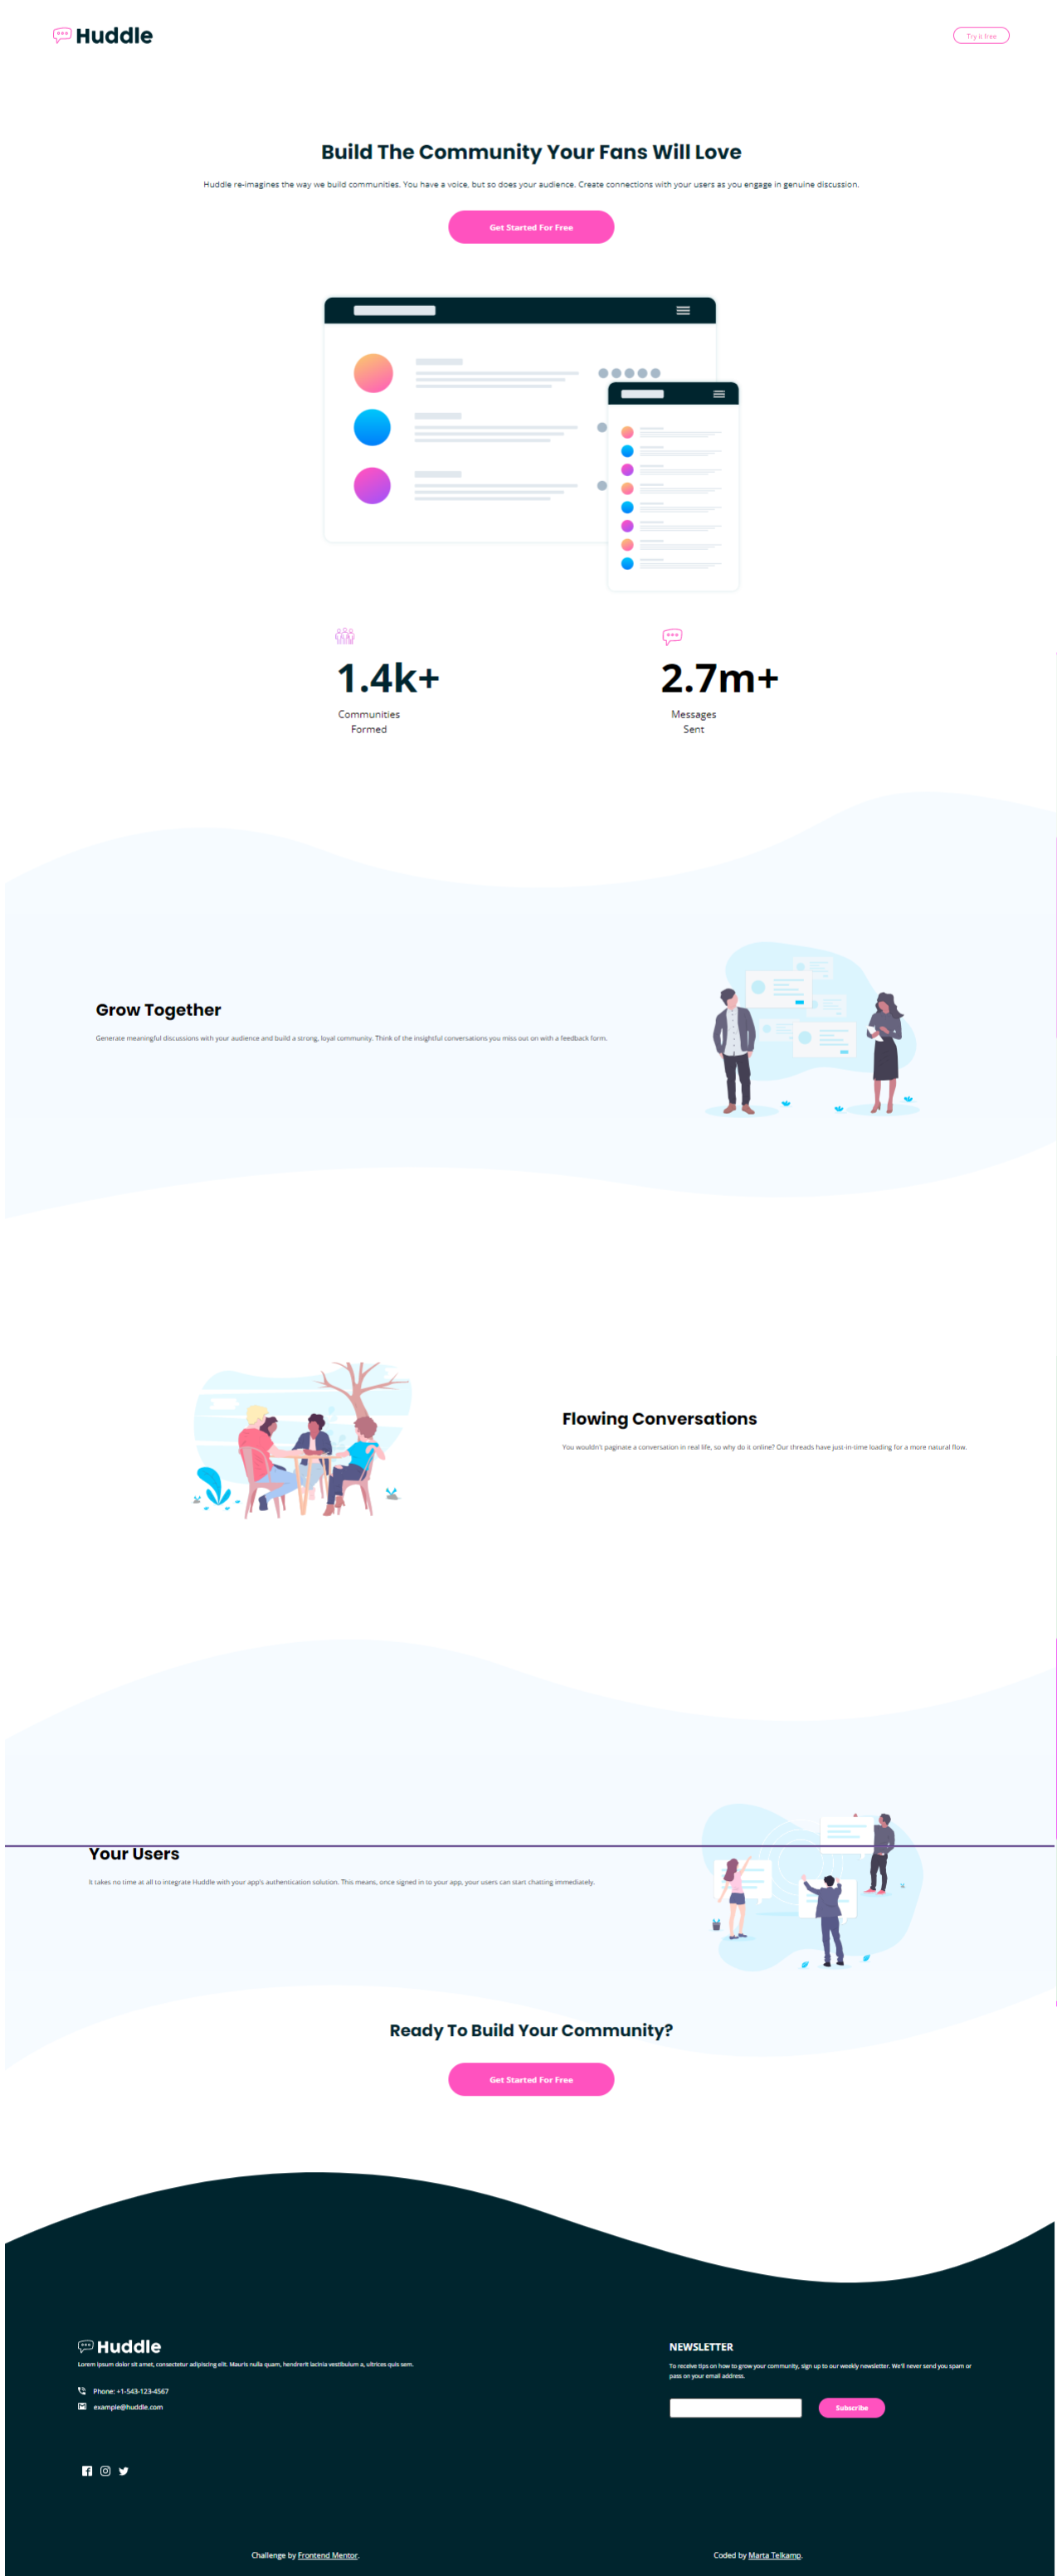 Huddle
Try it free
Build The Community Your Fans Will Love
Huddle re-imagines the way we build communities. You have a voice, but so does your audience. Create connections with your users as you engage in genuine discussion.
Get Started For Free
1.4k+
Communities
Formed
2.7m+
Messages
Sent
Grow Together
Generate meaningful discussions with your audience and build a strong, loyal community. Think of the insightful conversations you miss out on with a feedback form.
Flowing Conversations
You wouldn't paginate a conversation in real life, so why do it online? Our threads have just-in-time loading for a more natural flow.
Your Users
It takes no time at all to integrate Huddle with your app's authentication solution. This means, once signed in to your app, your users can start chatting immediately.
Ready To Build Your Community?
Get Started For Free
Huddle
Lorem ipsum dolor sit amet, consectetur adipiscing elit. Mauris nulla quam, hendrerit lacinia vestibulum a, ultrices quis sem.
Phone: +1-543-123-4567
example@huddle.com
NEWSLETTER
To receive tips on how to grow your community, sign up to our weekly newsletter. We'll never send you spam or
pass on your email address.
Subscribe
Challenge by Frontend Mentor.
Coded by Marta Telkamp.